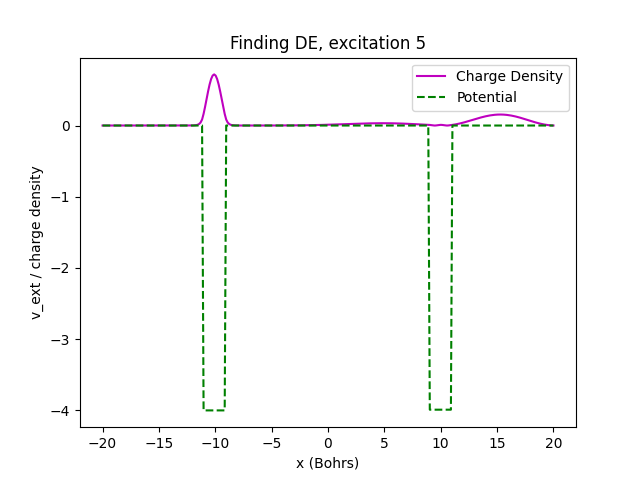 Finding DE, excitation 5
Charge Density
Potential
v_ext / charge density
0
−1
−2
−3
−4
−20
−15
−10
−5
0
5
10
15
20
x (Bohrs)